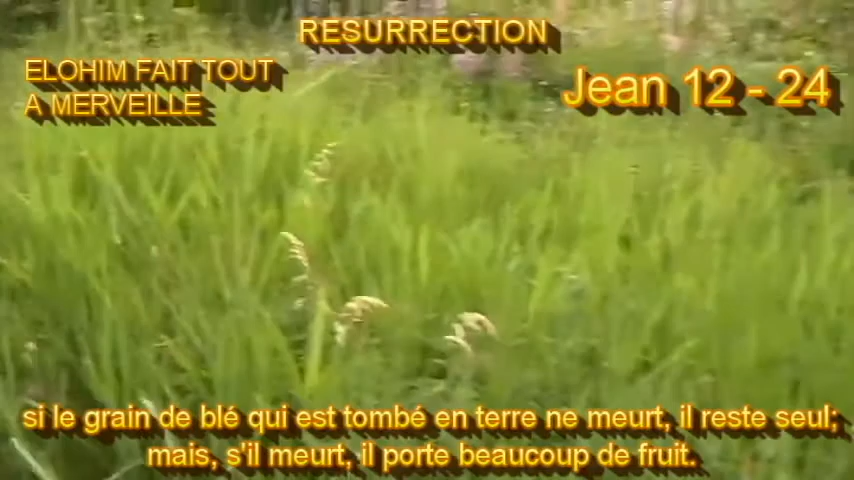 RESURRECTION
ELOHIM FAIT TOUT
A MERVEILLE
Jean 12 - 24
si le grain de blé qui est tombé en terre ne meurt, il reste seul;
mais, s'il meurt, il porte beaucoup de fruit.